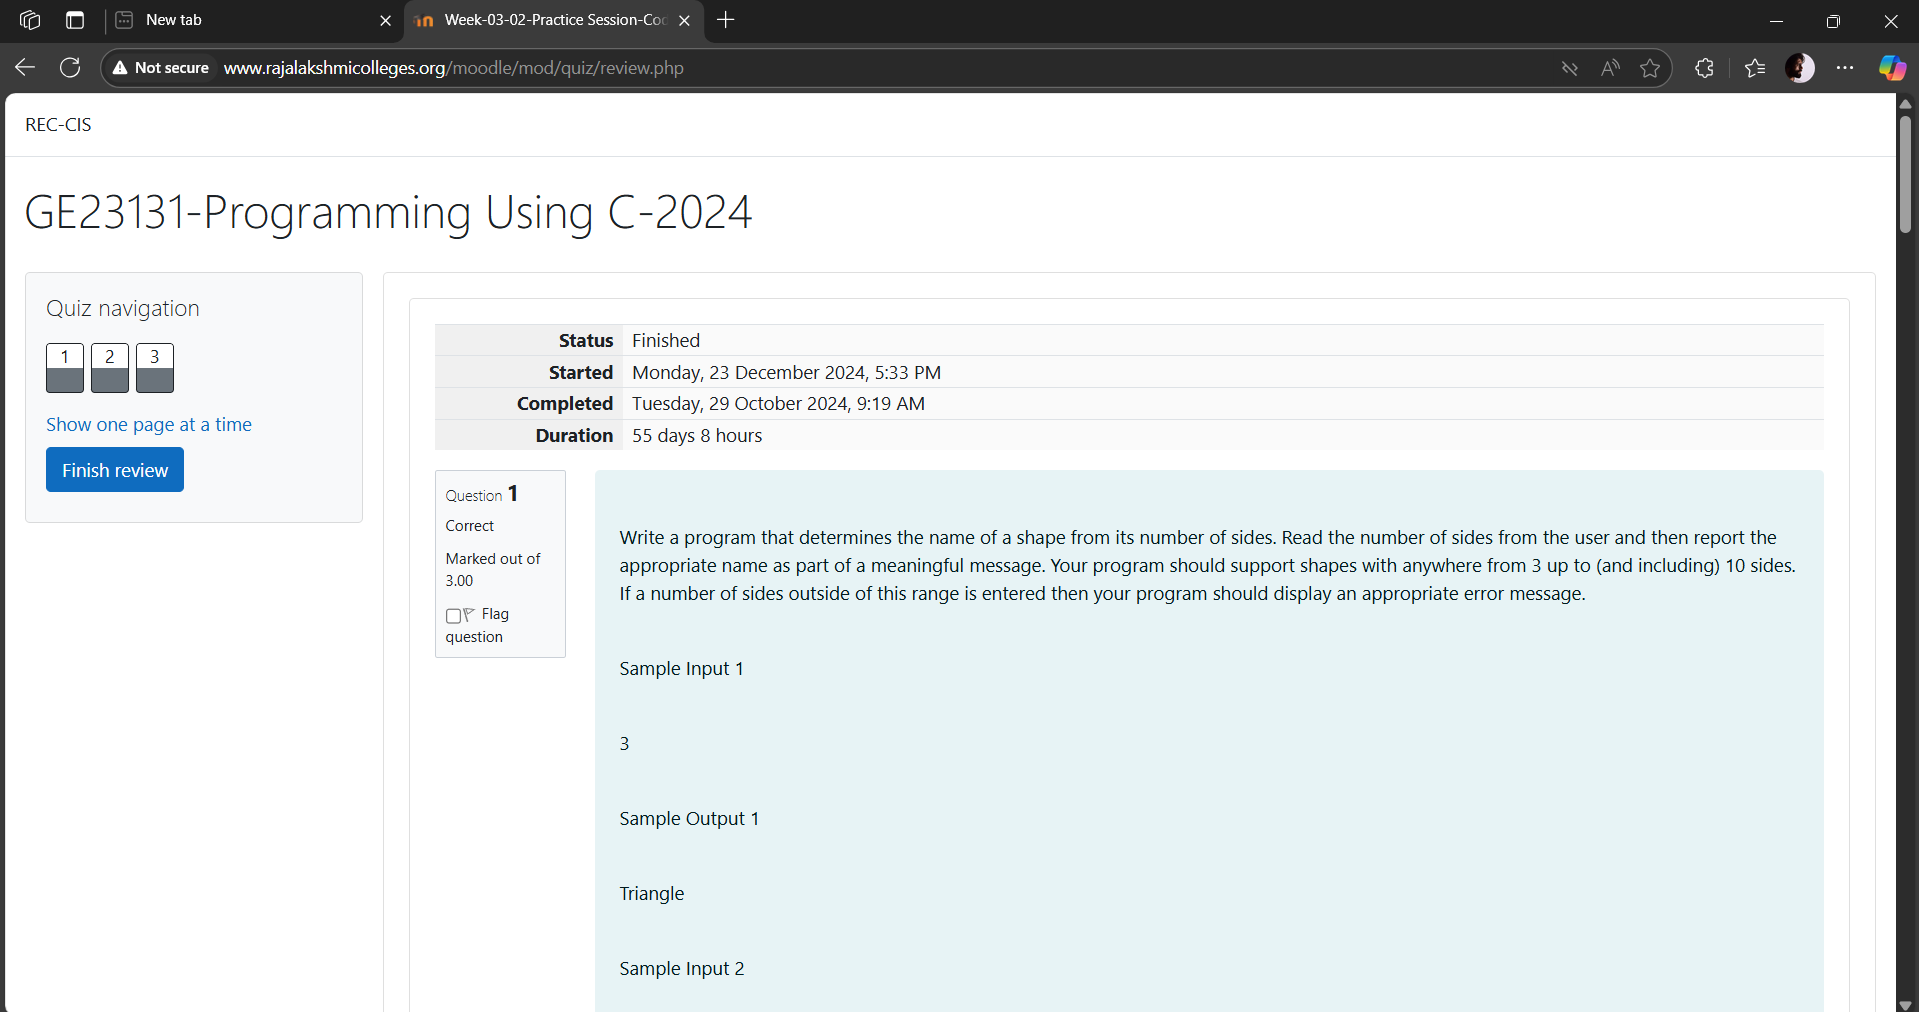 New tab
Week-03-02-Practice Session-Co
Not secure
www.rajalakshmicolleges.org/moodle/mod/quiz/review.php
REC-CIS
GE23131-Programming Using C-2024
Quiz navigation
1 2 3
Show one page at a time
Finish review
Status Finished
Started Monday, 23 December 2024, 5:33 PM
Completed Tuesday, 29 October 2024, 9:19 AM
Duration 55 days 8 hours
Question 1
Correct
Marked out of
3.00
Flag
question
Write a program that determines the name of a shape from its number of sides. Read the number of sides from the user and then report the
appropriate name as part of a meaningful message. Your program should support shapes with anywhere from 3 up to (and including) 10 sides.
If a number of sides outside of this range is entered then your program should display an appropriate error message.
Sample Input 1
3
Sample Output 1
Triangle
Sample Input 2